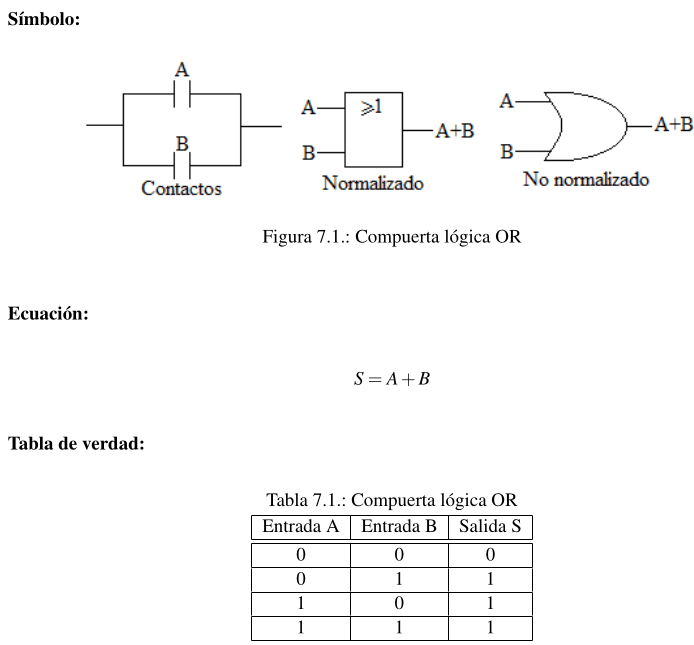 Símbolo:
A
B
Contactos
A
B
≥1
A+B
Normalizado
A
B
A+B
No normalizado
Figura 7.1.: Compuerta lógica OR
Ecuación:
S = A + B
Tabla de verdad:
Tabla 7.1.: Compuerta lógica OR
Entrada A Entrada B Salida S
0 0 0
0 1 1
1 0 1
1 1 1